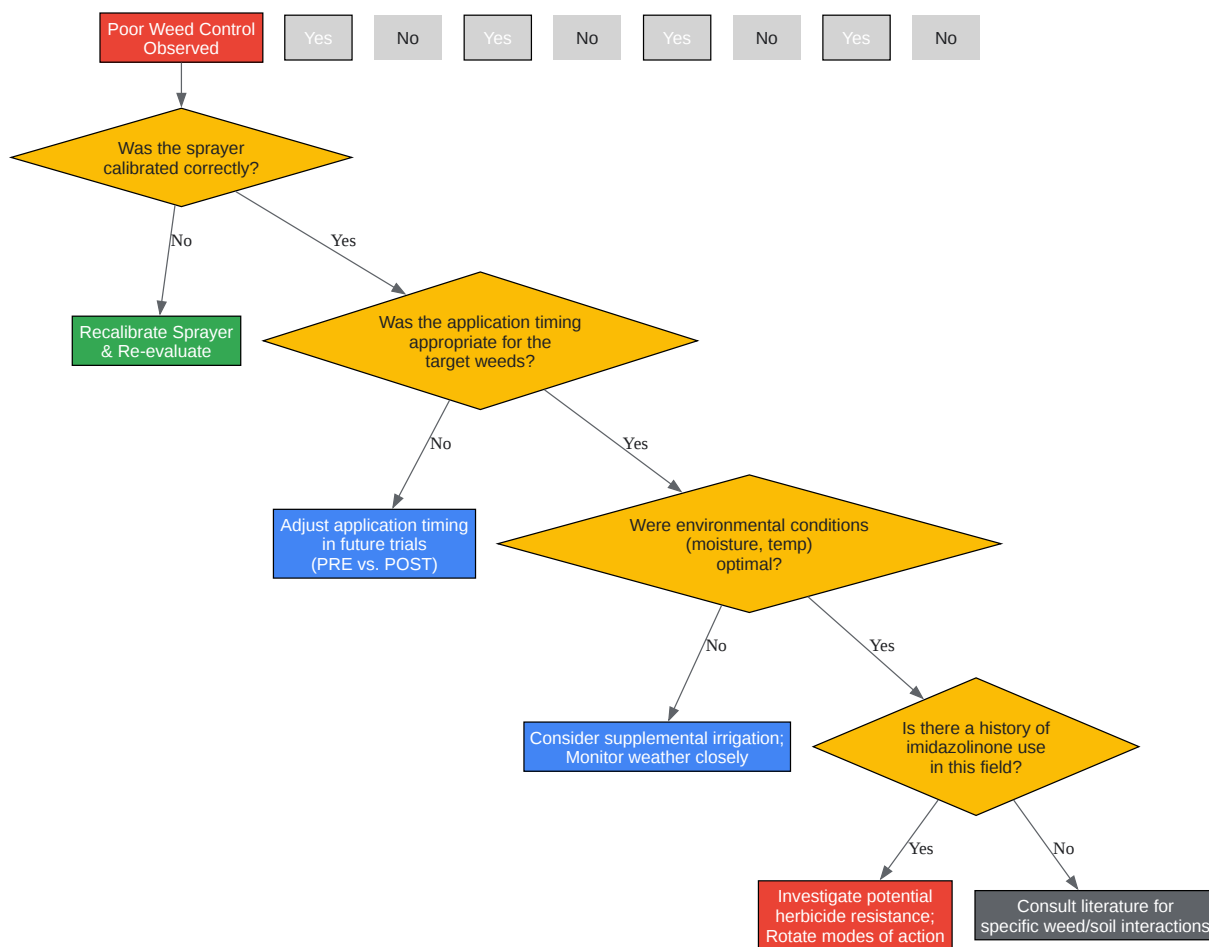 Poor Weed Control
Observed
Yes
No
Yes
No
Yes
No
Yes
No
Was the sprayer
calibrated correctly?
No
Yes
Recalibrate Sprayer
& Re-evaluate
Was the application timing
appropriate for the
target weeds?
No
Yes
Adjust application timing
in future trials
(PRE vs. POST)
Were environmental conditions
(moisture, temp)
optimal?
No
Yes
Consider supplemental irrigation;
Monitor weather closely
Is there a history of
imidazolinone use
in this field?
Yes
No
Investigate potential
herbicide resistance;
Rotate modes of action
Consult literature for
specific weed/soil interactions